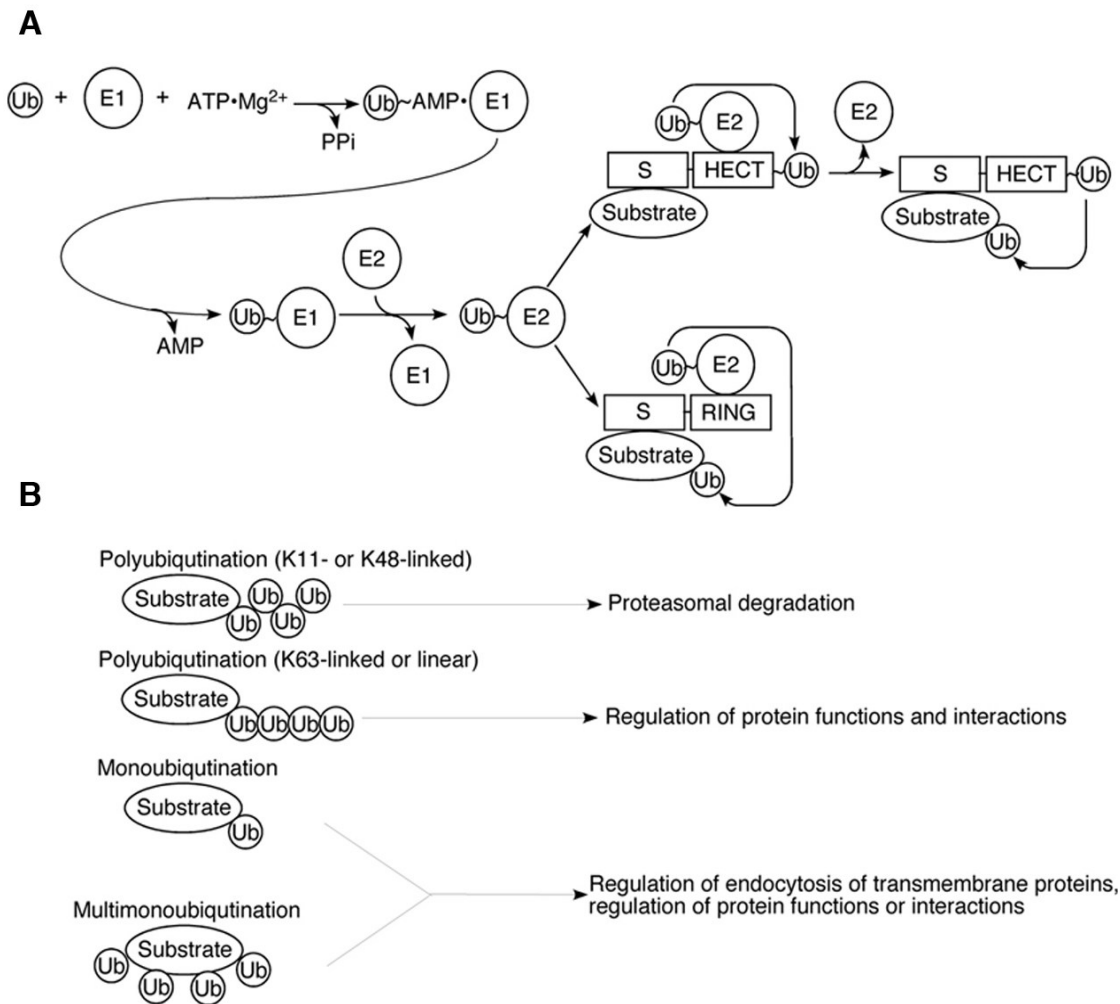 A
Ub + E1 + ATP•Mg2+ Ub~AMP• E1
PPi
Ub E2 E2
S HECT Ub S HECT Ub
Substrate Substrate
Ub
E2
Ub E1 Ub E2
AMP
E1
Ub E2
S RING
Substrate
Ub
B
Polyubiqutination (K11- or K48-linked)
Substrate Ub Ub Ub Ub
Proteasomal degradation
Polyubiqutination (K63-linked or linear)
Substrate
Ub Ub Ub Ub
Regulation of protein functions and interactions
Monoubiqutination
Substrate
Ub
Multimonoubiqutination
Substrate
Ub Ub Ub Ub
Regulation of endocytosis of transmembrane proteins,
regulation of protein functions or interactions